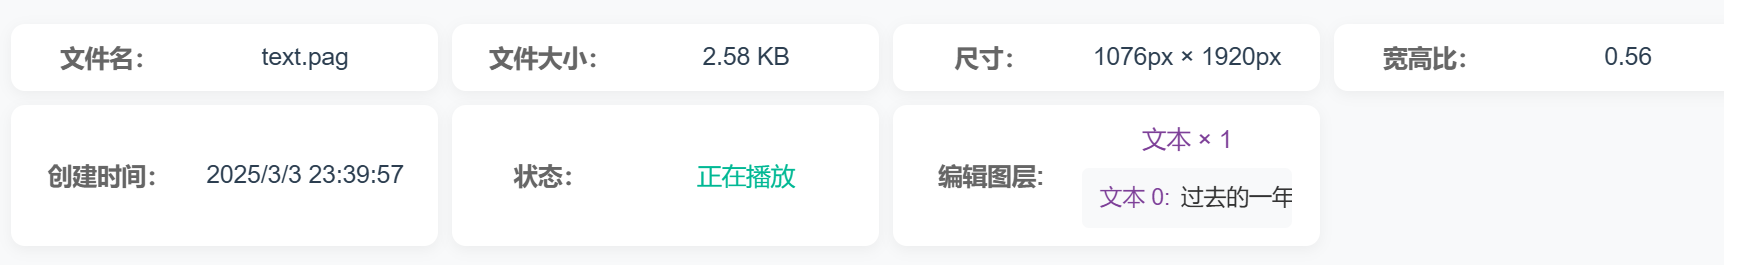 文件名： text.pag
文件大小： 2.58 KB
尺寸： 1076px × 1920px
宽高比： 0.56
创建时间： 2025/3/3 23:39:57
状态： 正在播放
编辑图层: 文本 × 1
文本 0: 过去的一年